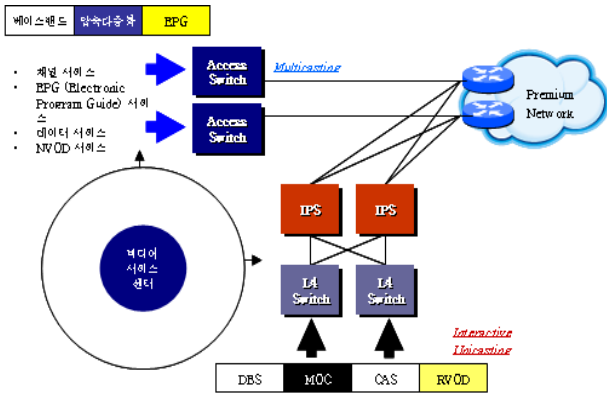 베이스밴드 압축다중화 EPG
• 채널 서비스
• EPG (Electronic
Program Guide) 서비
스
• 데이터 서비스
• NVOD 서비스
Access
Switch
Multicasting
Access
Switch
Premium
Network
IPS IPS
L4
Switch
L4
Switch
미디어
서비스
센터
Interactive
Unicasting
DBS MOC CAS RVOD